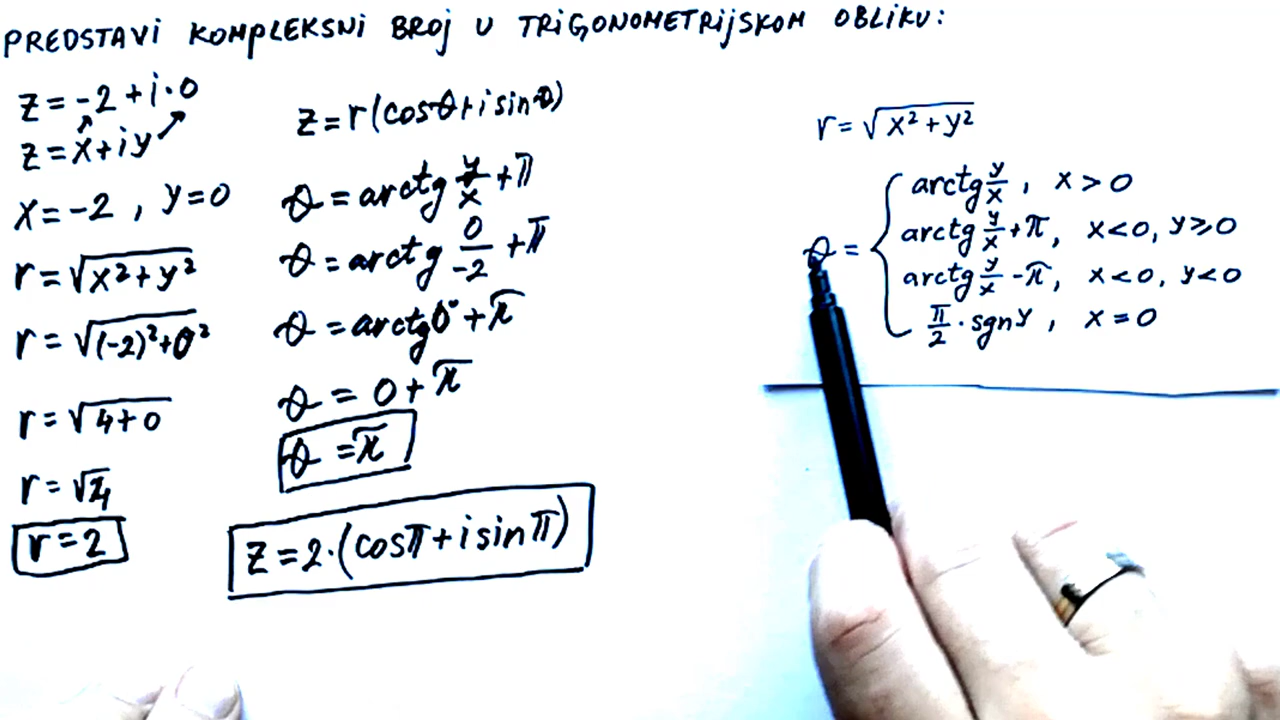 PREDSTAVI KOMPLEKSNI BROJ U TRIGONOMETRIJSKOM OBLIKU:
z = -2 + i·0
z = x + iy
x = -2 , y = 0
r = √(x² + y²)
r = √((-2)² + 0²)
r = √(4 + 0)
r = √4
r = 2
z = r(cosθ + i sinθ)
θ = arctg y/x + π
θ = arctg 0/-2 + π
θ = arctg 0° + π
θ = 0 + π
θ = π
z = 2·(cosπ + i sinπ)
r = √(x² + y²)
θ = {
arctg y/x , x > 0
arctg y/x + π, x < 0, y ≥ 0
arctg y/x - π, x < 0, y < 0
π/2 · sgn y , x = 0